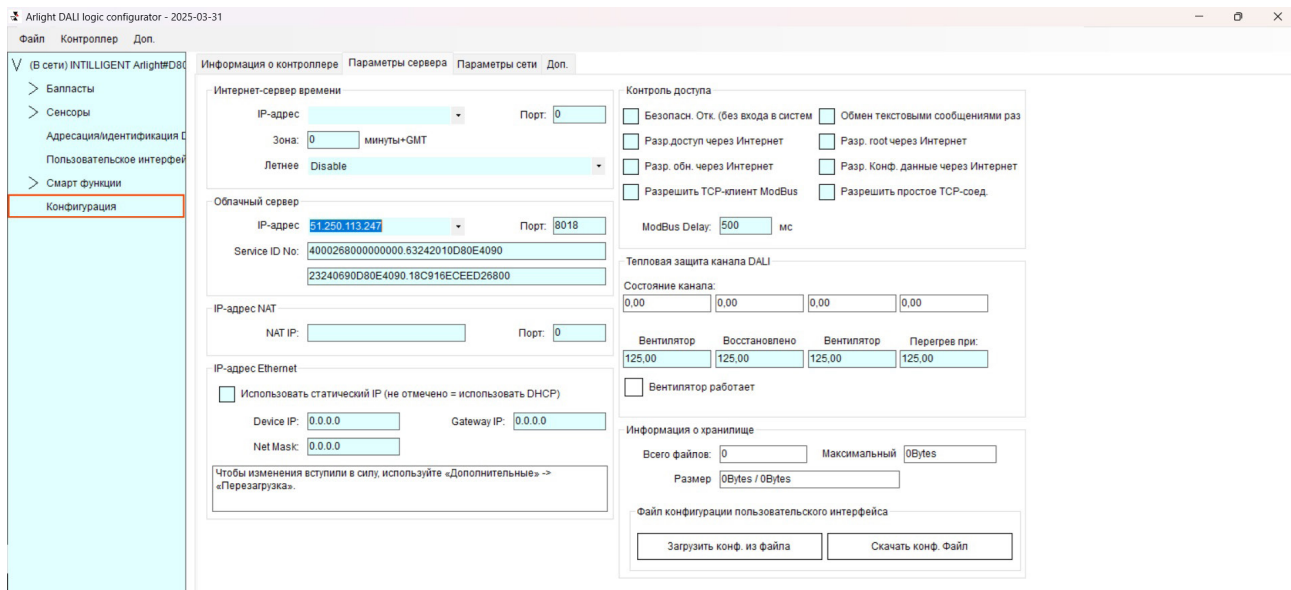 Arlight DALI logic configurator - 2025-03-31
Файл Контроллер Доп.
(В сети) INTILLIGENT Arlight#D80
Балласты
Сенсоры
Адресация/идентификация D
Пользовательское интерфей
Смарт функции
Конфигурация
Информация о контроллере Параметры сервера Параметры сети Доп.
Интернет-сервер времени
IP-адрес Порт: 0
Зона: 0 минуты+GMT
Летнее Disable
Облачный сервер
IP-адрес 51.250.113.247 Порт: 8018
Service ID No: 4000268000000000.63242010D80E4090
23240690D80E4090.18C916ECEED26800
IP-адрес NAT
NAT IP: Порт: 0
IP-адрес Ethernet
Использовать статический IP (не отмечено = использовать DHCP)
Device IP: 0.0.0.0 Gateway IP: 0.0.0.0
Net Mask: 0.0.0.0
Чтобы изменения вступили в силу, используйте «Дополнительные» ->
«Перезагрузка».
Контроль доступа
Безопасн. Отк. (без входа в систем Обмен текстовыми сообщениями раз
Разр.доступ через Интернет Разр. root через Интернет
Разр. обн. через Интернет Разр. Конф. данные через Интернет
Разрешить TCP-клиент ModBus Разрешить простое TCP-соед.
ModBus Delay: 500 мс
Тепловая защита канала DALI
Состояние канала:
0,00 0,00 0,00 0,00
Вентилятор Восстановлено Вентилятор Перегрев при:
125,00 125,00 125,00 125,00
Вентилятор работает
Информация о хранилище
Всего файлов: 0 Максимальный 0Bytes
Размер 0Bytes / 0Bytes
Файл конфигурации пользовательского интерфейса
Загрузить конф. из файла Скачать конф. Файл